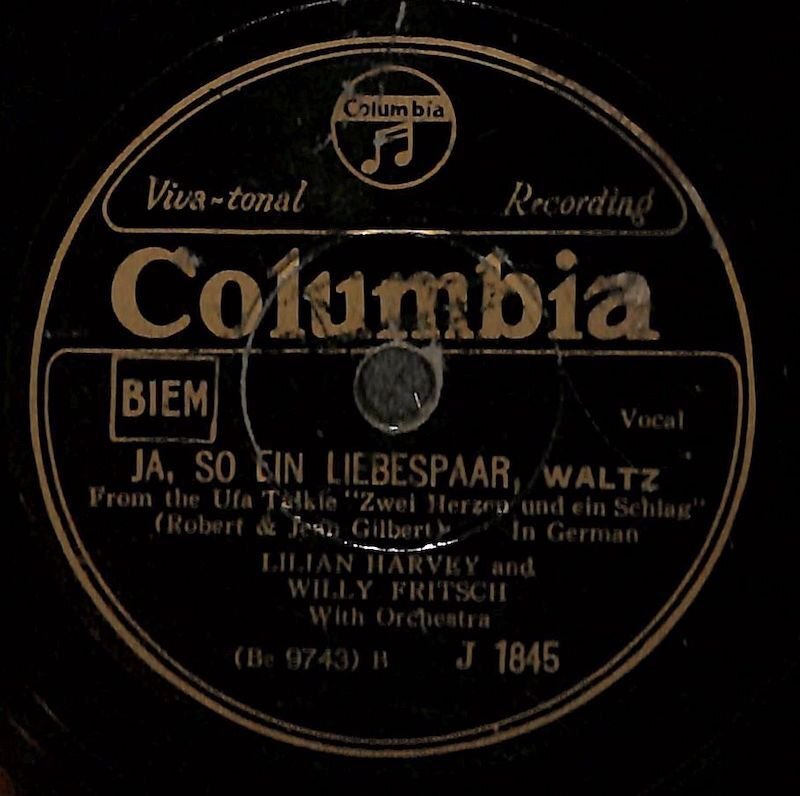 Columbia
Viva-tonal Recording
Columbia
BIEM
Vocal
JA, SO EIN LIEBESPAAR, WALTZ
From the Ufa Talkie "Zwei Herzen und ein Schlag"
(Robert & Jean Gilbert) In German
LILIAN HARVEY and
WILLY FRITSCH
With Orchestra
(Be 9743) B J 1845